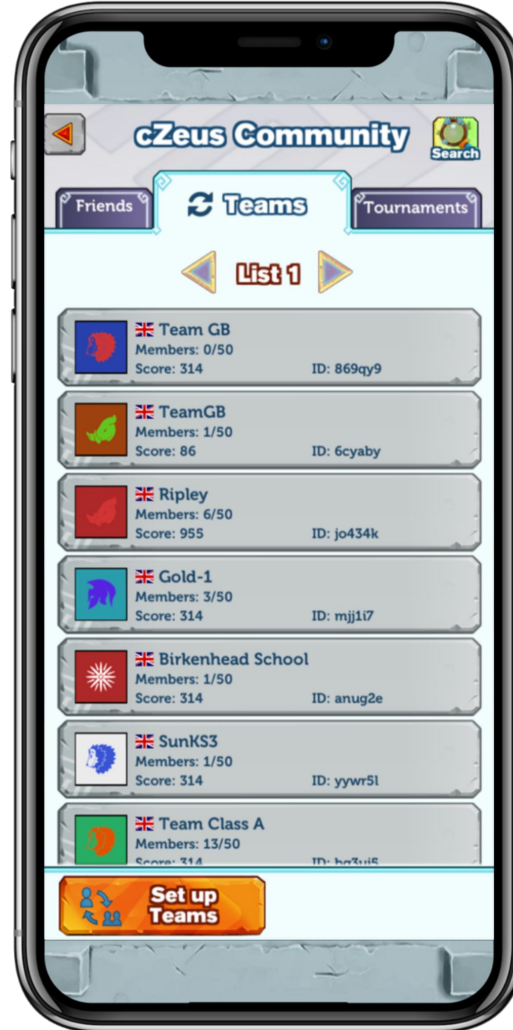 cZeus Community
Search
Friends
Teams
Tournaments
List 1
Team GB
Members: 0/50
Score: 314 ID: 869qy9
TeamGB
Members: 1/50
Score: 86 ID: 6cyaby
Ripley
Members: 6/50
Score: 955 ID: jo434k
Gold-1
Members: 3/50
Score: 314 ID: mjj1i7
Birkenhead School
Members: 1/50
Score: 314 ID: anug2e
SunKS3
Members: 1/50
Score: 314 ID: yywr5l
Team Class A
Members: 13/50
Score: 314 ID:
Set up
Teams